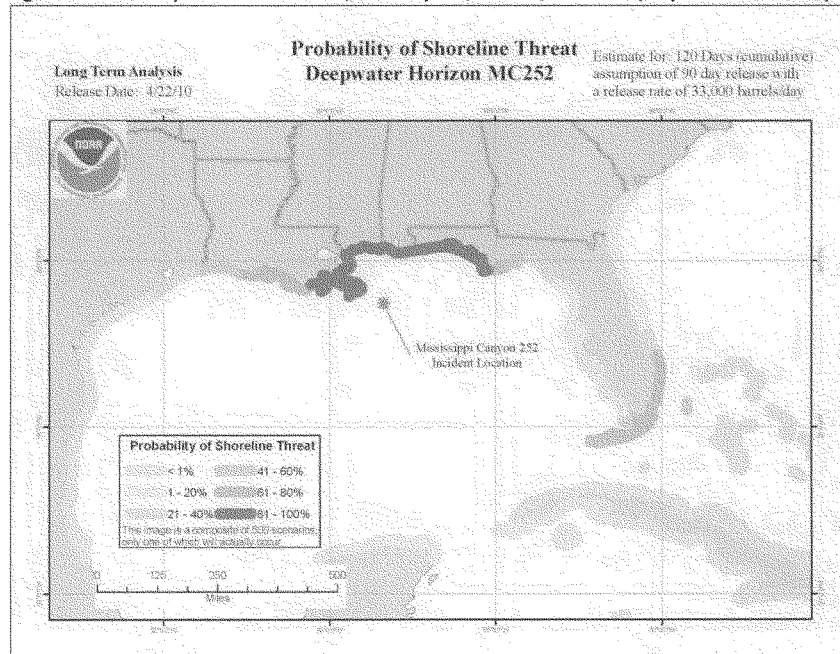 Probability of Shoreline Threat
Deepwater Horizon MC252
Long Term Analysis
Release Date: 4/22/10
Estimate for: 120 Days (cumulative)
assumption of 90 day release with
a release rate of 33,000 barrels/day
NOAA
Mississippi Canyon 252
Incident Location
Probability of Shoreline Threat
< 1% 41 - 60%
1 - 20% 61 - 80%
21 - 40% 81 - 100%
This image is a composite of 500 scenarios,
only one of which will actually occur.
0 125 250 500
Miles